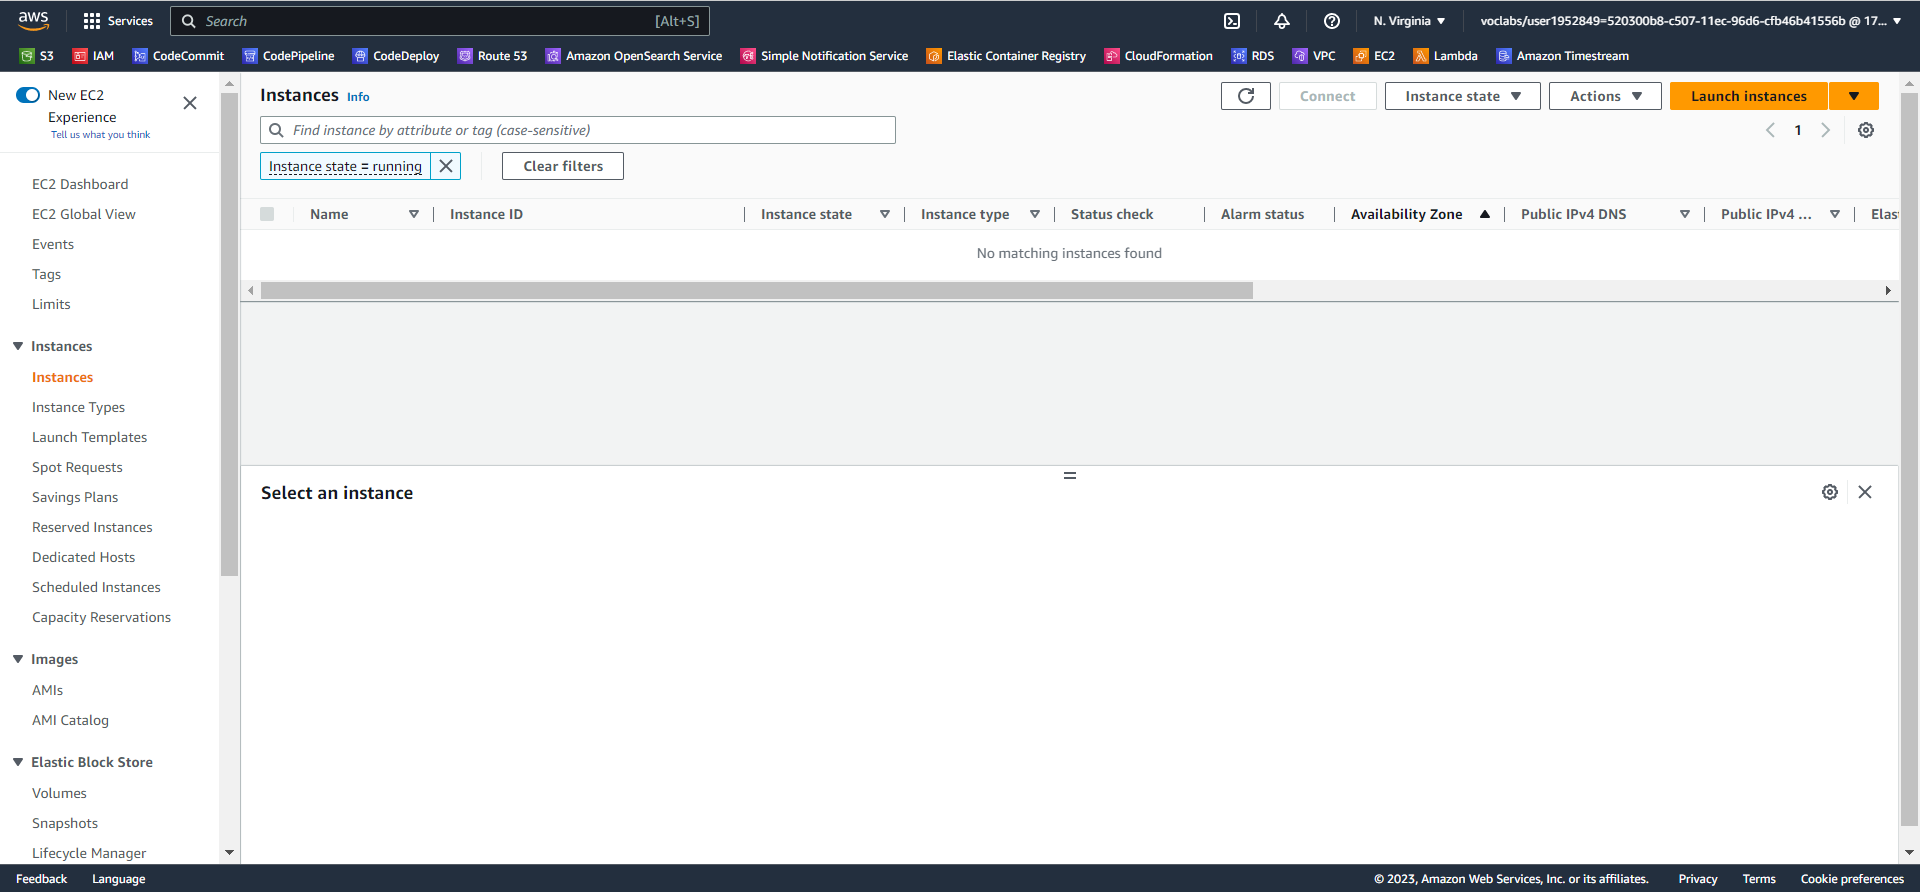 aws Services Search [Alt+S] N. Virginia voclabs/user1952849=520300b8-c507-11ec-96d6-cfb46b41556b @ 17...
S3 IAM CodeCommit CodePipeline CodeDeploy Route 53 Amazon OpenSearch Service Simple Notification Service Elastic Container Registry CloudFormation RDS VPC EC2 Lambda Amazon Timestream
New EC2
Experience
Tell us what you think
EC2 Dashboard
EC2 Global View
Events
Tags
Limits
Instances
Instances
Instance Types
Launch Templates
Spot Requests
Savings Plans
Reserved Instances
Dedicated Hosts
Scheduled Instances
Capacity Reservations
Images
AMIs
AMI Catalog
Elastic Block Store
Volumes
Snapshots
Lifecycle Manager
Instances Info
Connect Instance state Actions Launch instances
Find instance by attribute or tag (case-sensitive)
1
Instance state = running Clear filters
Name Instance ID Instance state Instance type Status check Alarm status Availability Zone Public IPv4 DNS Public IPv4 ... Elas
No matching instances found
Select an instance
Feedback Language © 2023, Amazon Web Services, Inc. or its affiliates. Privacy Terms Cookie preferences